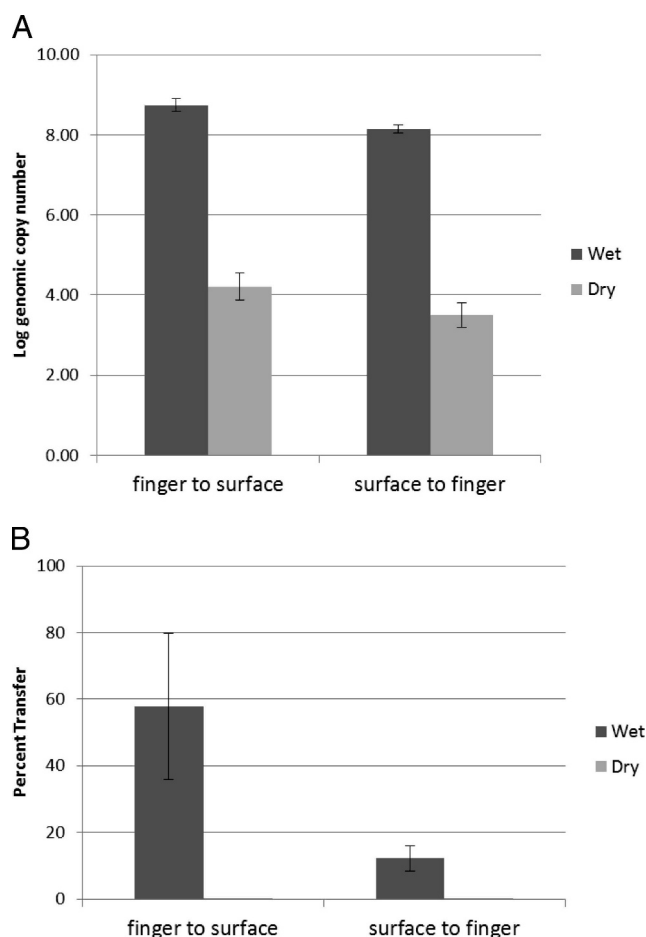 A
Log genomic copy number
10.00
8.00
6.00
4.00
2.00
0.00
finger to surface
surface to finger
Wet
Dry
B
Percent Transfer
100
80
60
40
20
0
finger to surface
surface to finger
Wet
Dry